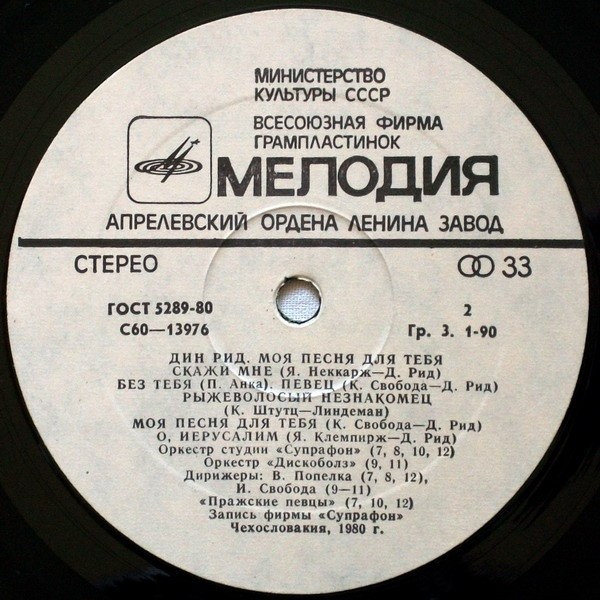 МИНИСТЕРСТВО
КУЛЬТУРЫ СССР
ВСЕСОЮЗНАЯ ФИРМА
ГРАМПЛАСТИНОК
МЕЛОДИЯ
АПРЕЛЕВСКИЙ ОРДЕНА ЛЕНИНА ЗАВОД
СТЕРЕО 33
ГОСТ 5289-80 2
С60—13976 Гр. 3. 1-90
ДИН РИД. МОЯ ПЕСНЯ ДЛЯ ТЕБЯ
СКАЖИ МНЕ (Я. Неккарж—Д. Рид)
БЕЗ ТЕБЯ (П. Анка). ПЕВЕЦ (К. Свобода—Д. Рид)
РЫЖЕВОЛОСЫЙ НЕЗНАКОМЕЦ
(К. Штутц—Линдеман)
МОЯ ПЕСНЯ ДЛЯ ТЕБЯ (К. Свобода—Д. Рид)
О, ИЕРУСАЛИМ (Я. Клемпирж—Д. Рид)
Оркестр студии «Супрафон» (7, 8, 10, 12)
Оркестр «Дискоболз» (9, 11)
Дирижеры: В. Попелка (7, 8, 12),
И. Свобода (9—11)
«Пражские певцы» (7, 10, 12)
Запись фирмы «Супрафон»
Чехословакия, 1980 г.